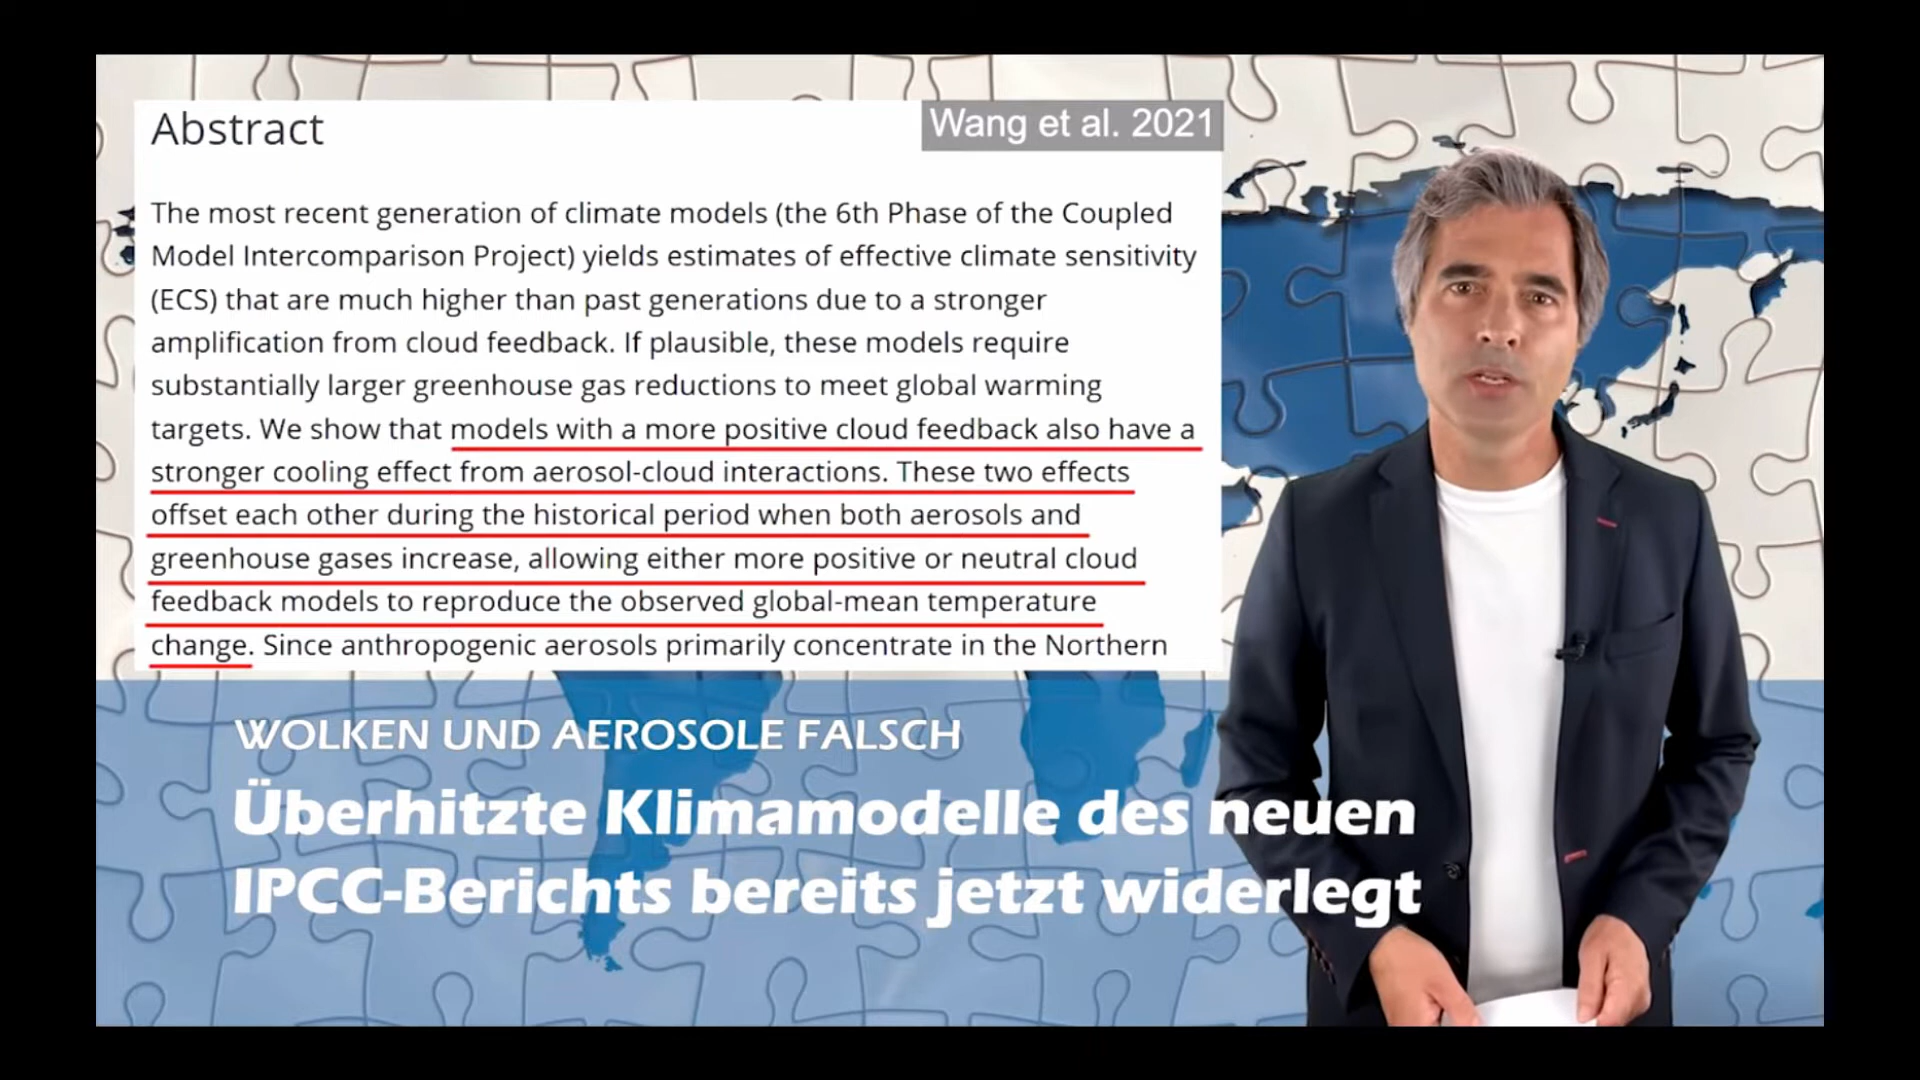 Abstract
Wang et al. 2021
The most recent generation of climate models (the 6th Phase of the Coupled
Model Intercomparison Project) yields estimates of effective climate sensitivity
(ECS) that are much higher than past generations due to a stronger
amplification from cloud feedback. If plausible, these models require
substantially larger greenhouse gas reductions to meet global warming
targets. We show that models with a more positive cloud feedback also have a
stronger cooling effect from aerosol-cloud interactions. These two effects
offset each other during the historical period when both aerosols and
greenhouse gases increase, allowing either more positive or neutral cloud
feedback models to reproduce the observed global-mean temperature
change. Since anthropogenic aerosols primarily concentrate in the Northern
WOLKEN UND AEROSOLE FALSCH
Überhitzte Klimamodelle des neuen
IPCC-Berichts bereits jetzt widerlegt